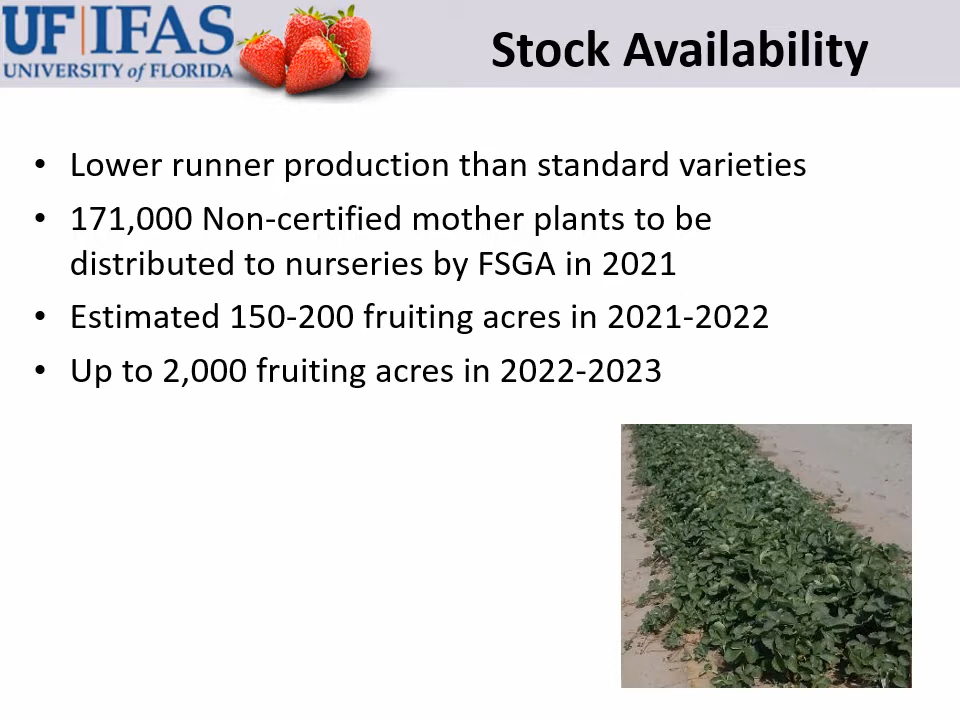 UF|IFAS
UNIVERSITY of FLORIDA
Stock Availability
• Lower runner production than standard varieties
• 171,000 Non-certified mother plants to be
distributed to nurseries by FSGA in 2021
• Estimated 150-200 fruiting acres in 2021-2022
• Up to 2,000 fruiting acres in 2022-2023